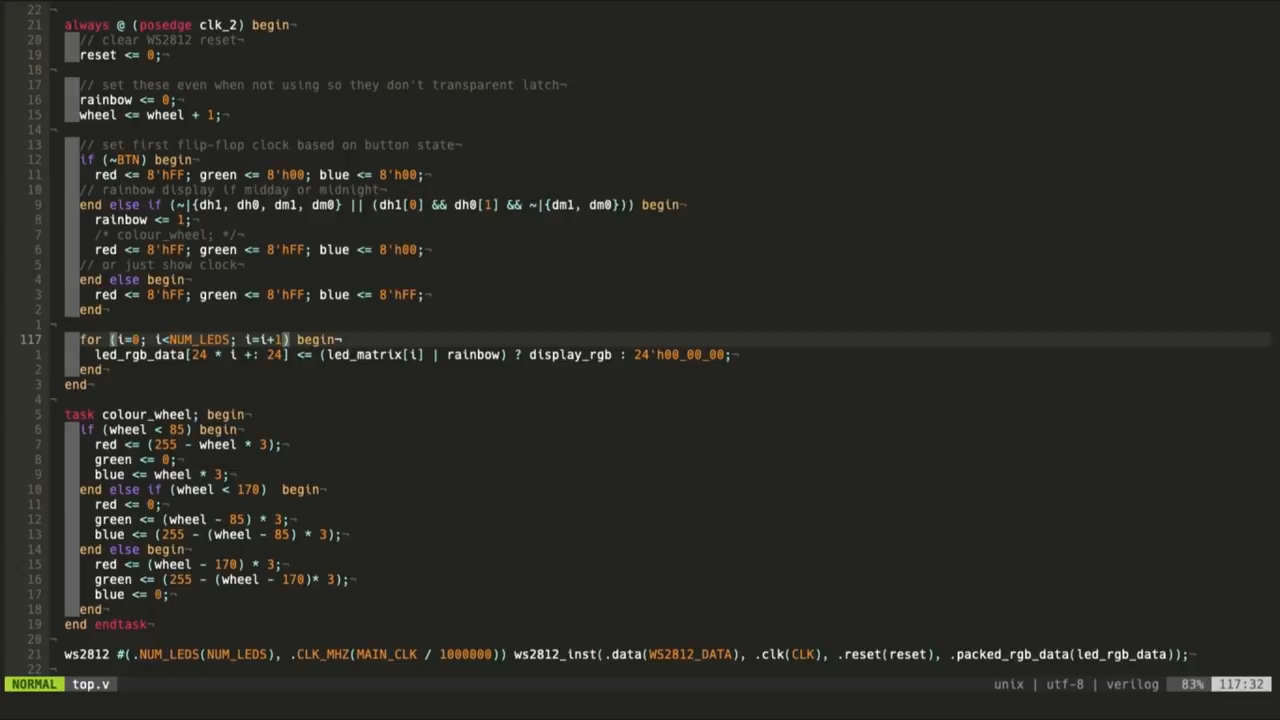 22 ¬
21 always @ (posedge clk_2) begin¬
20 // clear WS2812 reset¬
19 reset <= 0;¬
18 ¬
17 // set these even when not using so they don't transparent latch¬
16 rainbow <= 0;¬
15 wheel <= wheel + 1;¬
14 ¬
13 // set first flip-flop clock based on button state¬
12 if (~BTN) begin¬
11 red <= 8'hFF; green <= 8'h00; blue <= 8'h00;¬
10 // rainbow display if midday or midnight¬
9 end else if (~|{dh1, dh0, dm1, dm0} || (dh1[0] && dh0[1] && ~|{dm1, dm0})) begin¬
8 rainbow <= 1;¬
7 /* colour_wheel; */¬
6 red <= 8'hFF; green <= 8'hFF; blue <= 8'h00;¬
5 // or just show clock¬
4 end else begin¬
3 red <= 8'hFF; green <= 8'hFF; blue <= 8'hFF;¬
2 end¬
1 ¬
117 for (i=0; i<NUM_LEDS; i=i+1) begin¬
1 led_rgb_data[24 * i +: 24] <= (led_matrix[i] | rainbow) ? display_rgb : 24'h00_00_00;¬
2 end¬
3 end¬
4 ¬
5 task colour_wheel; begin¬
6 if (wheel < 85) begin¬
7 red <= (255 - wheel * 3);¬
8 green <= 0;¬
9 blue <= wheel * 3;¬
10 end else if (wheel < 170)  begin¬
11 red <= 0;¬
12 green <= (wheel - 85) * 3;¬
13 blue <= (255 - (wheel - 85) * 3);¬
14 end else begin¬
15 red <= (wheel - 170) * 3;¬
16 green <= (255 - (wheel - 170)* 3);¬
17 blue <= 0;¬
18 end¬
19 end endtask¬
20 ¬
21 ws2812 #(.NUM_LEDS(NUM_LEDS), .CLK_MHZ(MAIN_CLK / 1000000)) ws2812_inst(.data(WS2812_DATA), .clk(CLK), .reset(reset), .packed_rgb_data(led_rgb_data));¬
22 ¬
NORMAL top.v unix | utf-8 | verilog 83% 117:32